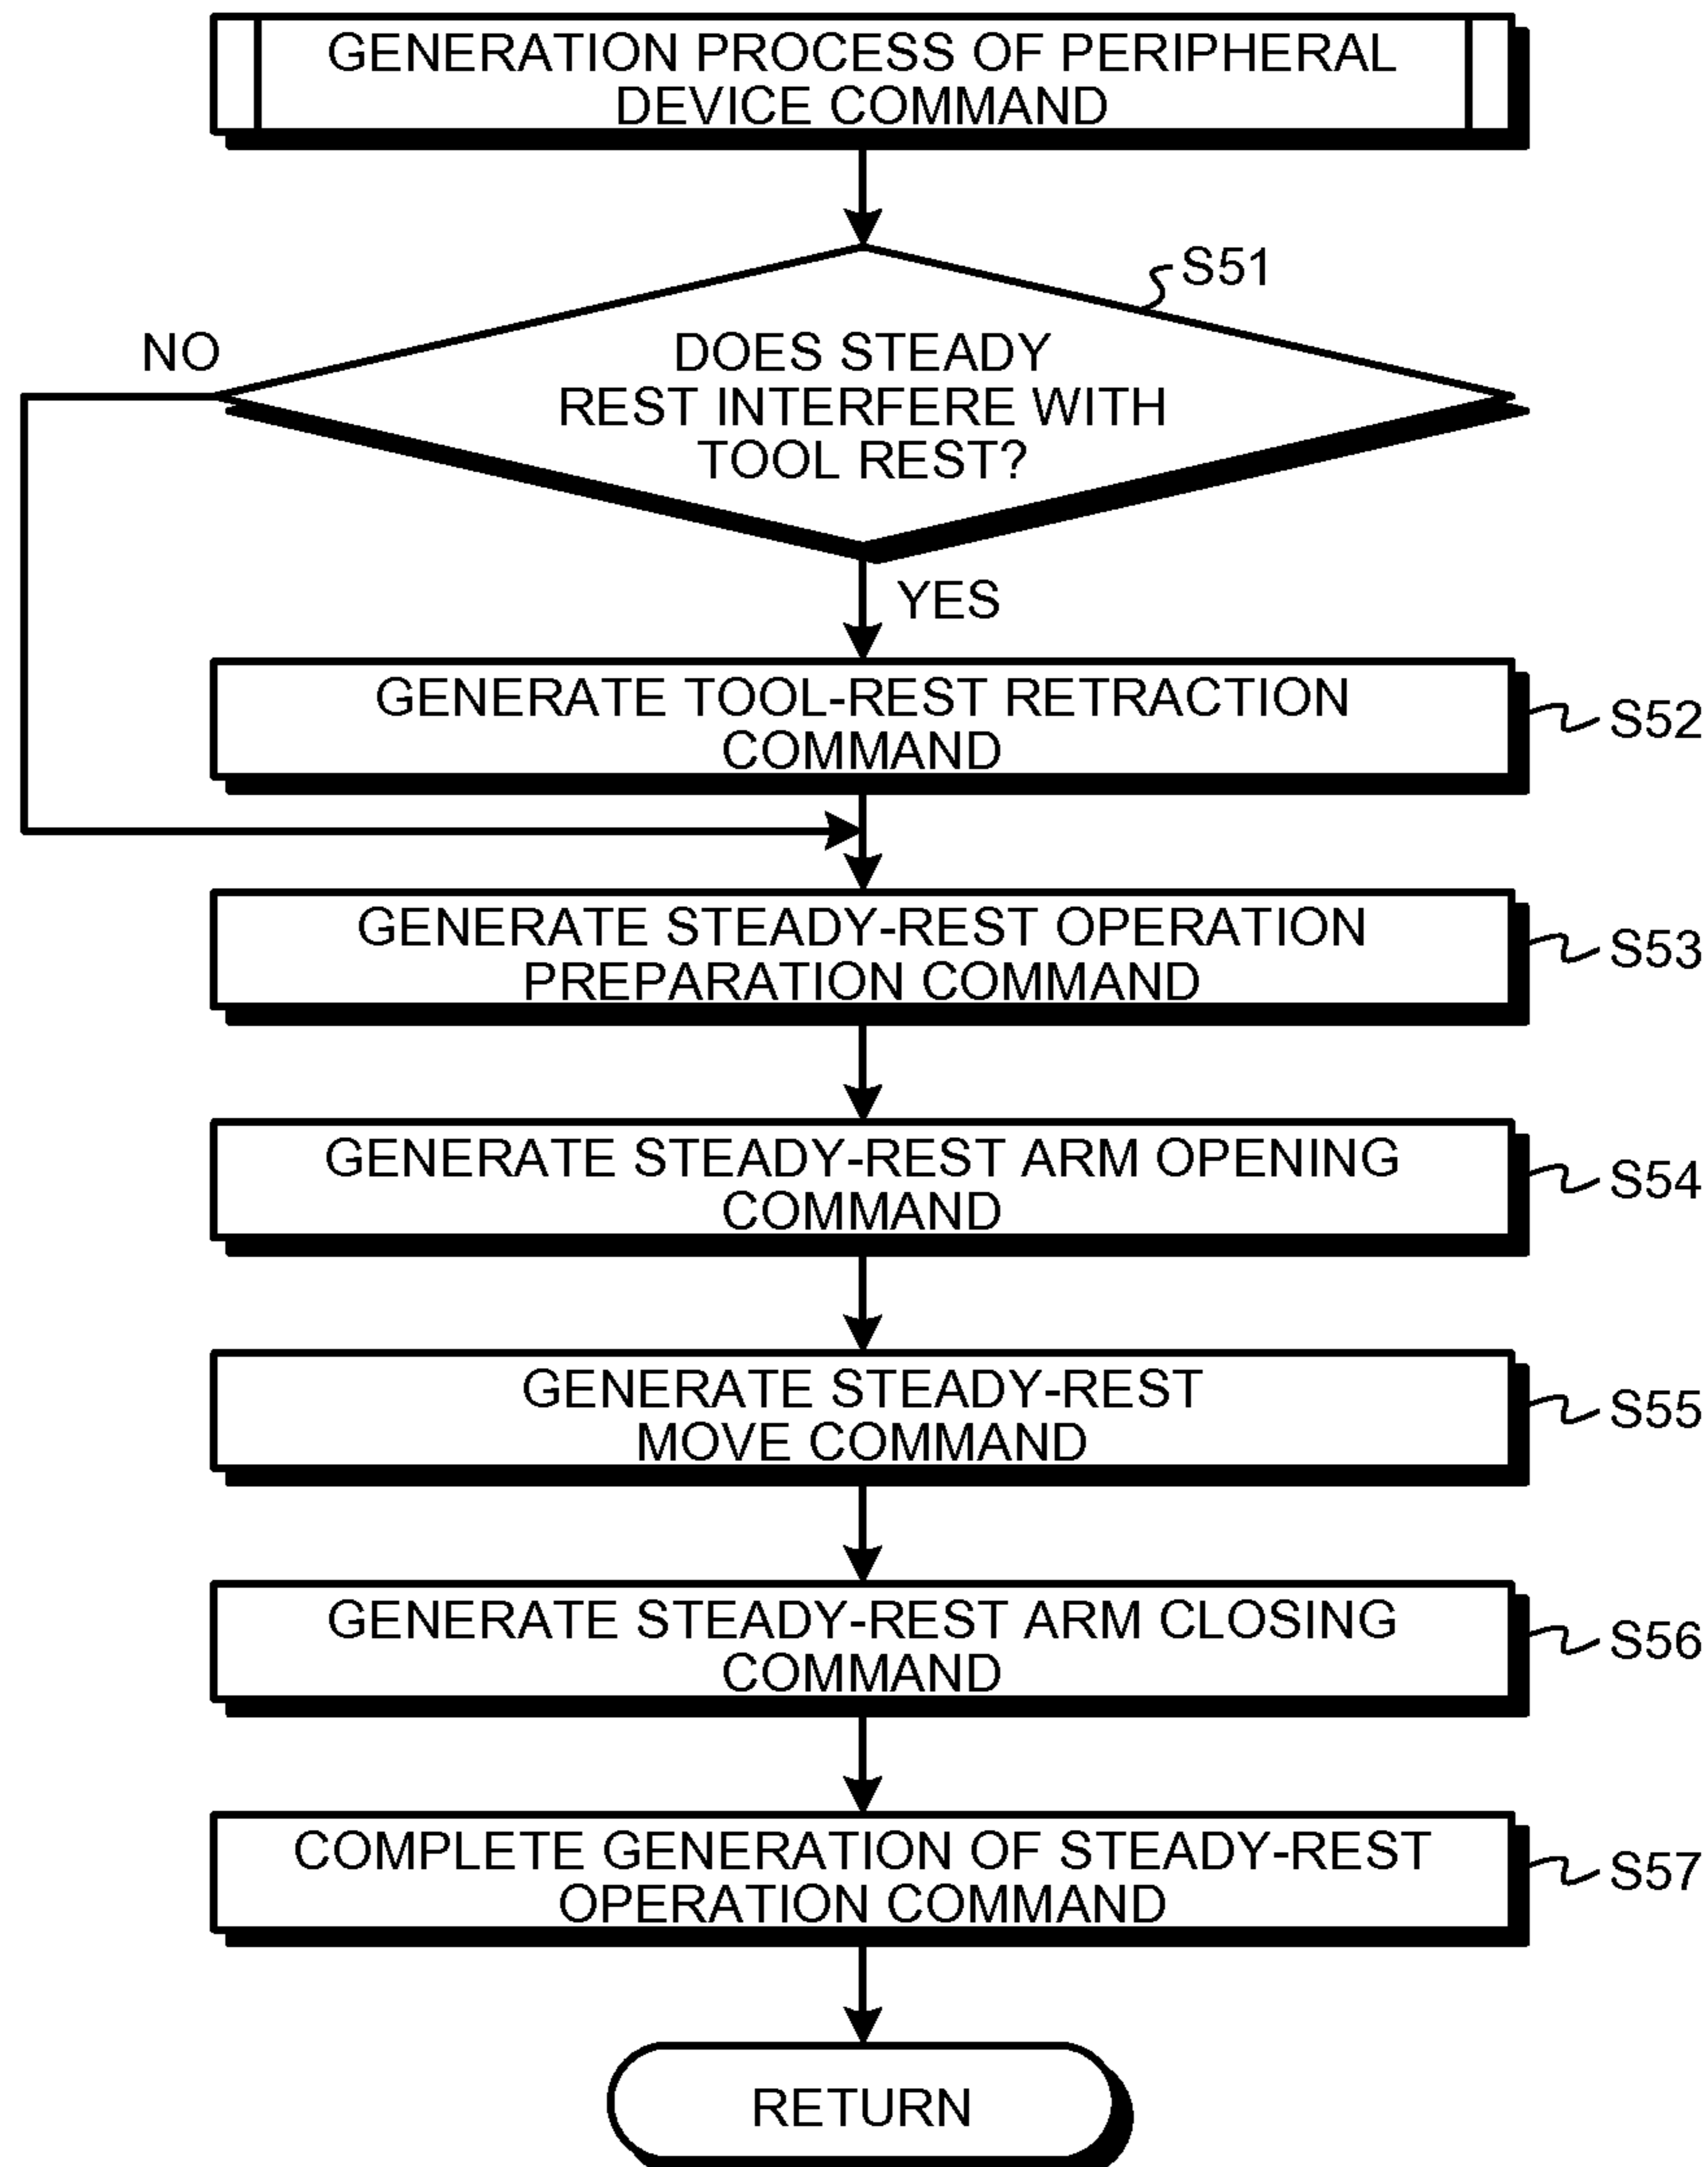 GENERATION PROCESS OF PERIPHERAL
DEVICE COMMAND
S51
NO
DOES STEADY
REST INTERFERE WITH
TOOL REST?
YES
GENERATE TOOL-REST RETRACTION
COMMAND
S52
GENERATE STEADY-REST OPERATION
PREPARATION COMMAND
S53
GENERATE STEADY-REST ARM OPENING
COMMAND
S54
GENERATE STEADY-REST
MOVE COMMAND
S55
GENERATE STEADY-REST ARM CLOSING
COMMAND
S56
COMPLETE GENERATION OF STEADY-REST
OPERATION COMMAND
S57
RETURN